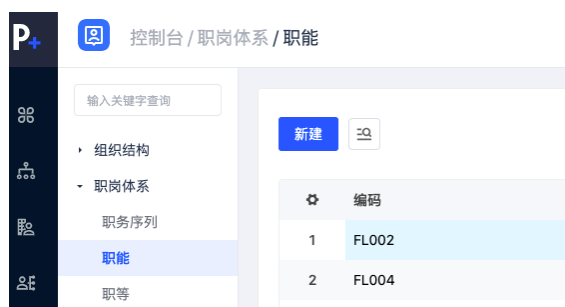 P+
控制台 / 职岗体系 / 职能
输入关键字查询
组织结构
职岗体系
职务序列
职能
职等
新建
编码
1 FL002
2 FL004